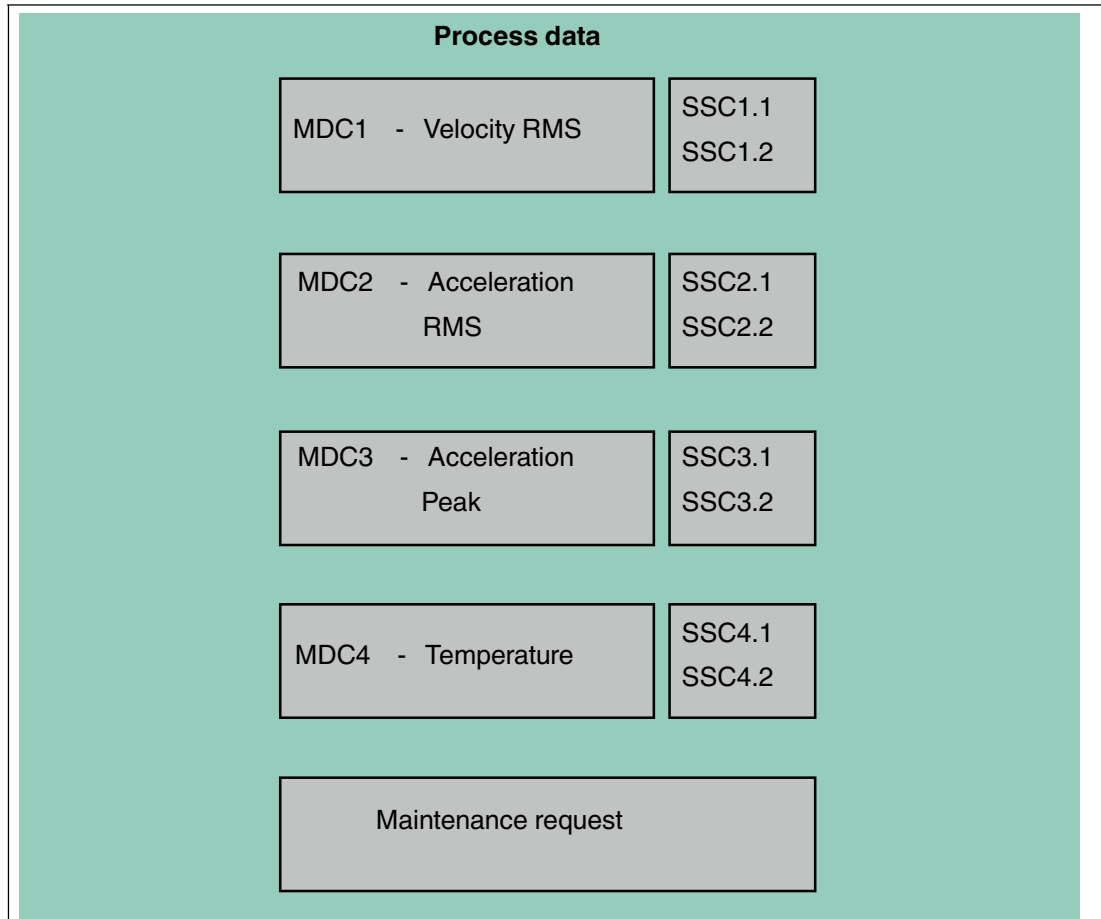 Process data
MDC1 - Velocity RMS
SSC1.1
SSC1.2
MDC2 - Acceleration
RMS
SSC2.1
SSC2.2
MDC3 - Acceleration
Peak
SSC3.1
SSC3.2
MDC4 - Temperature
SSC4.1
SSC4.2
Maintenance request